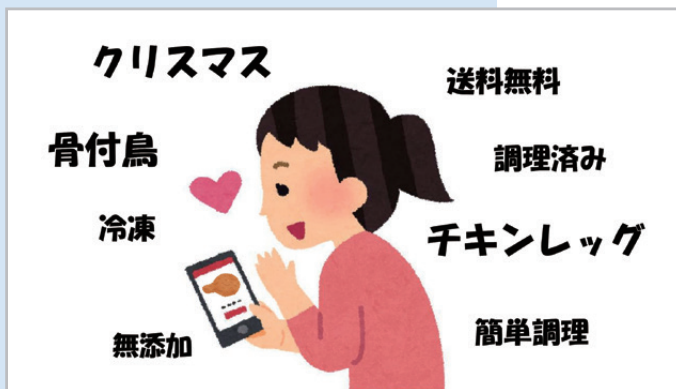 クリスマス
送料無料
骨付鳥
調理済み
冷凍
チキンレッグ
無添加
簡単調理